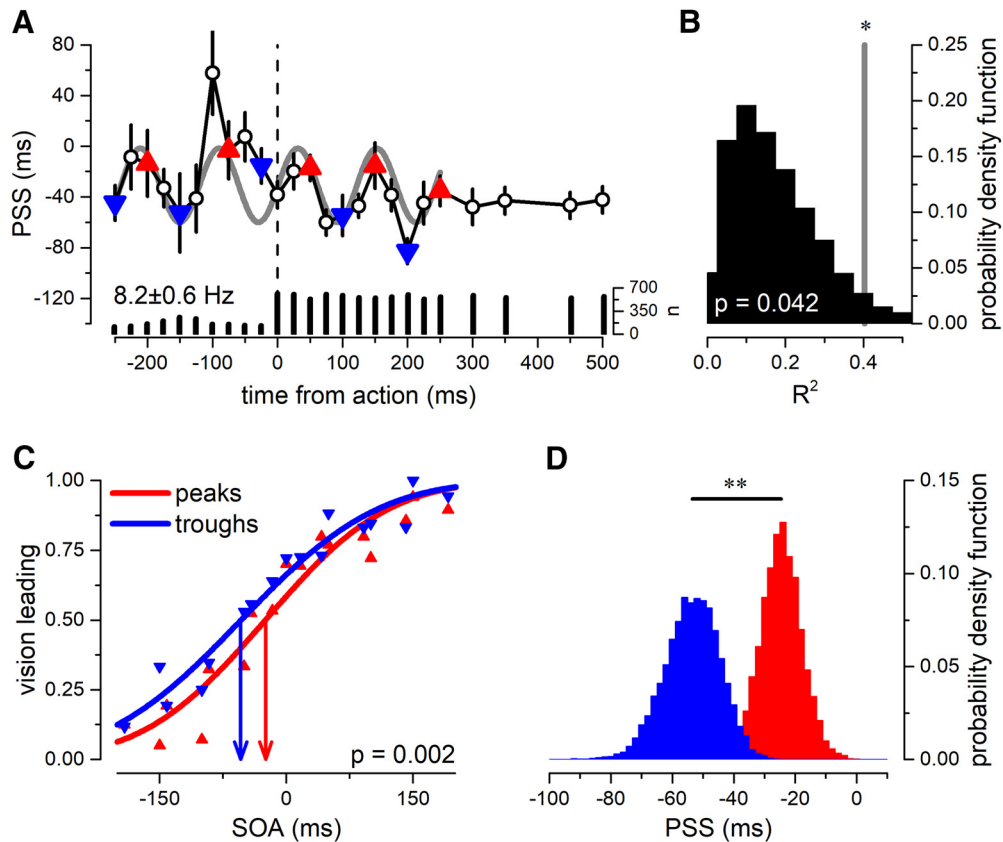 A
80
40
0
-40
-80
-120
PSS (ms)
8.2±0.6 Hz
700
350
0
n
-200 -100 0 100 200 300 400 500
time from action (ms)
B
*
0.25
0.20
0.15
0.10
0.05
0.00
probability density function
p = 0.042
0.0 0.2 0.4
R²
C
1.00
0.75
0.50
0.25
0.00
vision leading
peaks
troughs
p = 0.002
-150 0 150
SOA (ms)
D
**
0.15
0.10
0.05
0.00
probability density function
-100 -80 -60 -40 -20 0
PSS (ms)